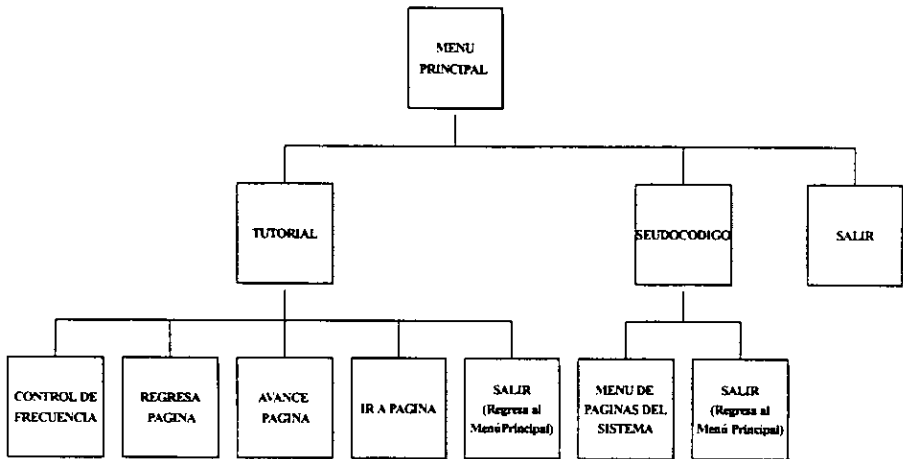 MENU
PRINCIPAL
TUTORIAL
SEUDOCODIGO
SALIR
CONTROL DE
FRECUENCIA
REGRESA
PAGINA
AVANCE
PAGINA
IR A PAGINA
SALIR
(Regresa al
Menú Principal)
MENU DE
PAGINAS DEL
SISTEMA
SALIR
(Regresa al
Menú Principal)